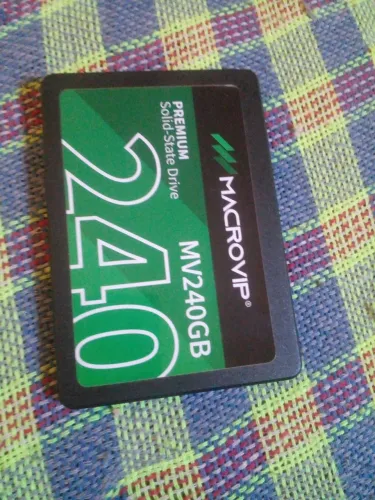 MACROVIP®
PREMIUM
Solid-State Drive
MV240GB
240